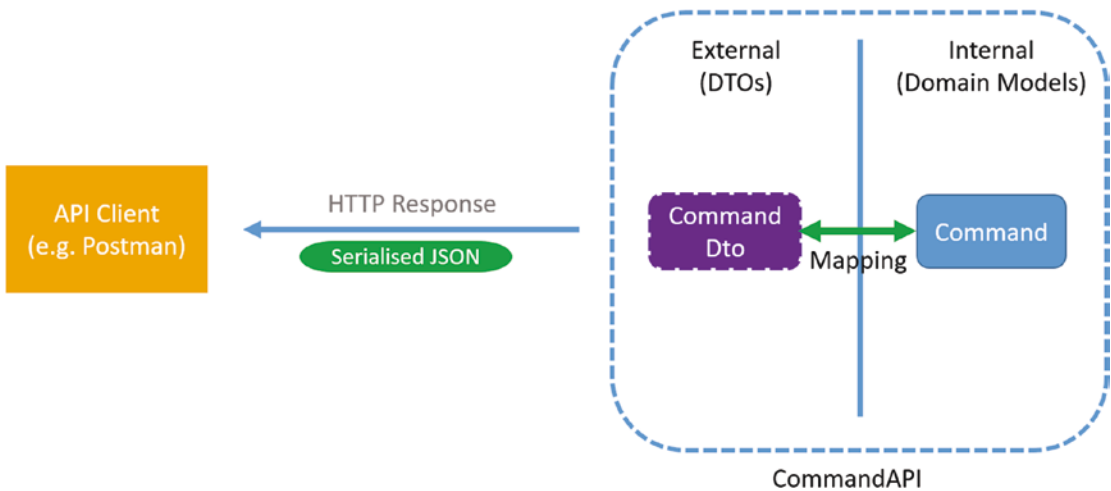 External
(DTOs)
Internal
(Domain Models)
API Client
(e.g. Postman)
HTTP Response
Serialised JSON
Command
Dto
Mapping
Command
CommandAPI